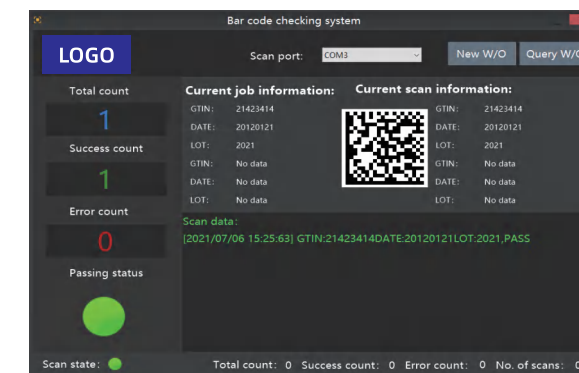 Bar code checking system
LOGO
Scan port: COM3 New W/O Query W/O
Total count
1
Success count
1
Error count
0
Passing status
Current job information:
GTIN: 21423414
DATE: 20120121
LOT: 2021
GTIN: No data
DATE: No data
LOT: No data
Current scan information:
GTIN: 21423414
DATE: 20120121
LOT: 2021
GTIN: No data
DATE: No data
LOT: No data
Scan data:
[2021/07/06 15:25:63] GTIN:21423414DATE:20120121LOT:2021,PASS
Scan state: Total count: 0 Success count: 0 Error count: 0 No. of scans: 0